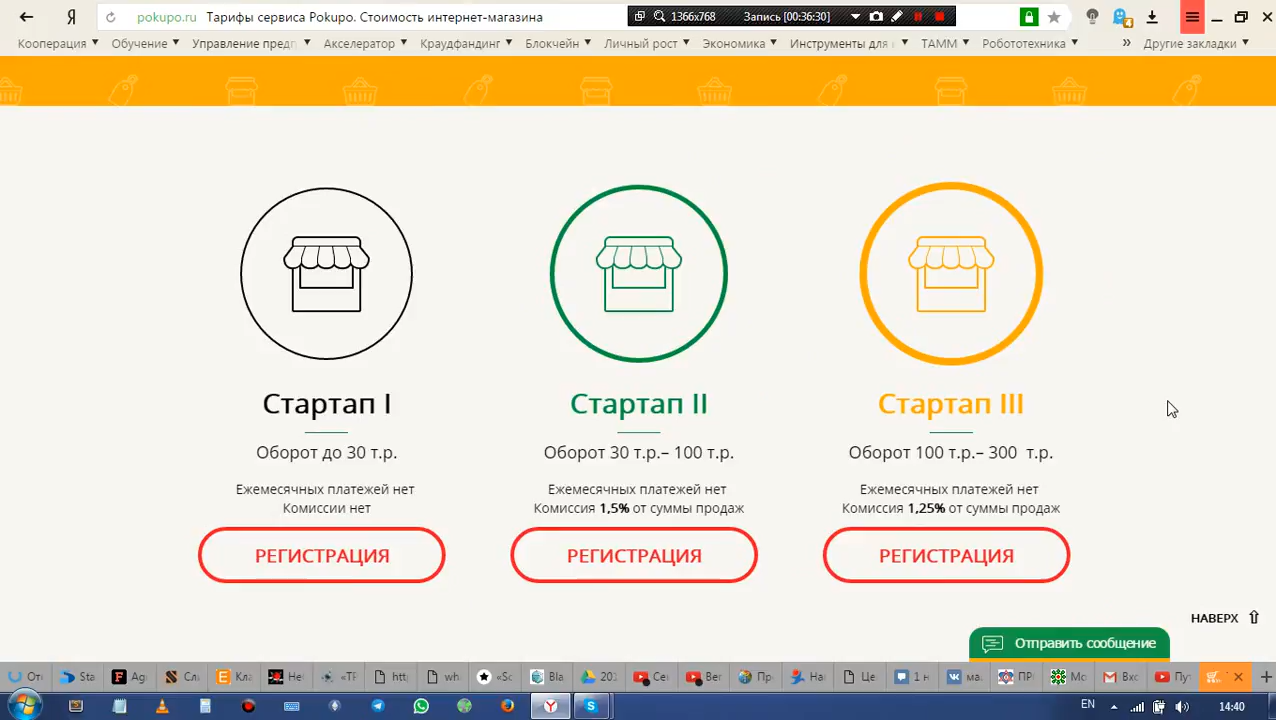 pokupo.ru Тарифы сервиса Pokupo. Стоимость интернет-магазина
1366x768 Запись [00:36:30]
Кооперация Обучение Управление пред Акселератор Краудфандинг Блокчейн Личный рост Экономика Инструменты для ТАММ Робототехника » Другие закладки
Стартап I
Оборот до 30 т.р.
Ежемесячных платежей нет
Комиссии нет
РЕГИСТРАЦИЯ
Стартап II
Оборот 30 т.р.– 100 т.р.
Ежемесячных платежей нет
Комиссия 1,5% от суммы продаж
РЕГИСТРАЦИЯ
Стартап III
Оборот 100 т.р.– 300 т.р.
Ежемесячных платежей нет
Комиссия 1,25% от суммы продаж
РЕГИСТРАЦИЯ
НАВЕРХ
Отправить сообщение
EN 14:40